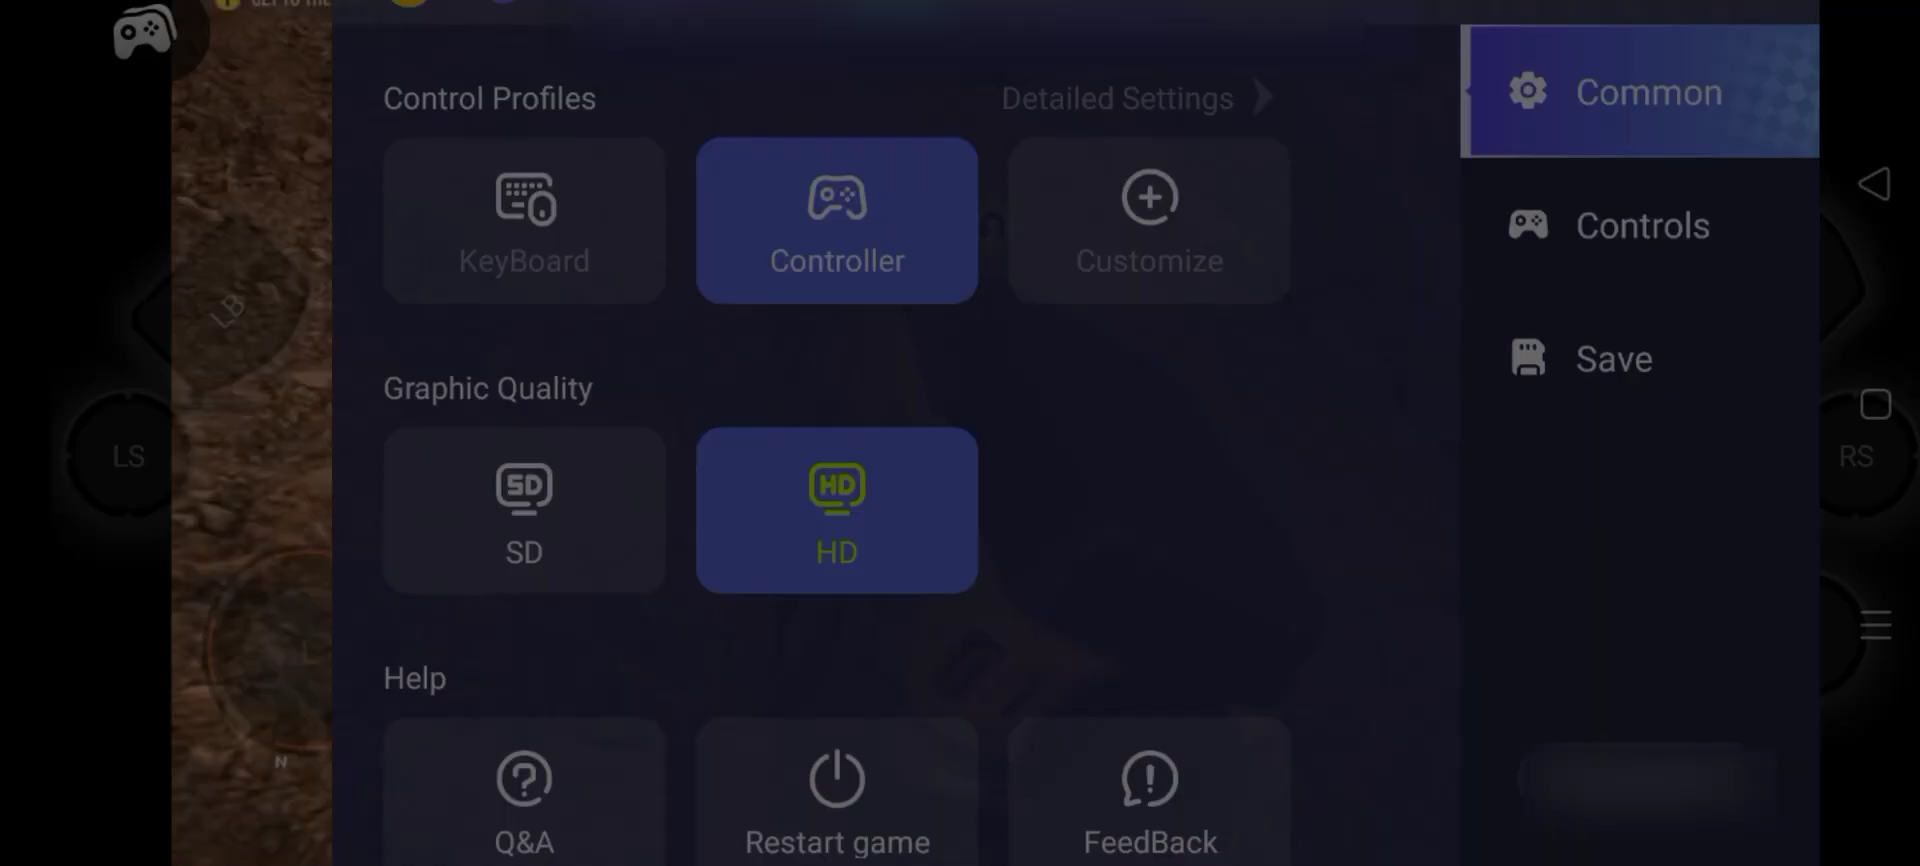 Control Profiles
Detailed Settings
KeyBoard
Controller
Customize
Graphic Quality
SD
SD
HD
HD
Help
Q&A
Restart game
FeedBack
Common
Controls
Save
LB
LS
RS
N